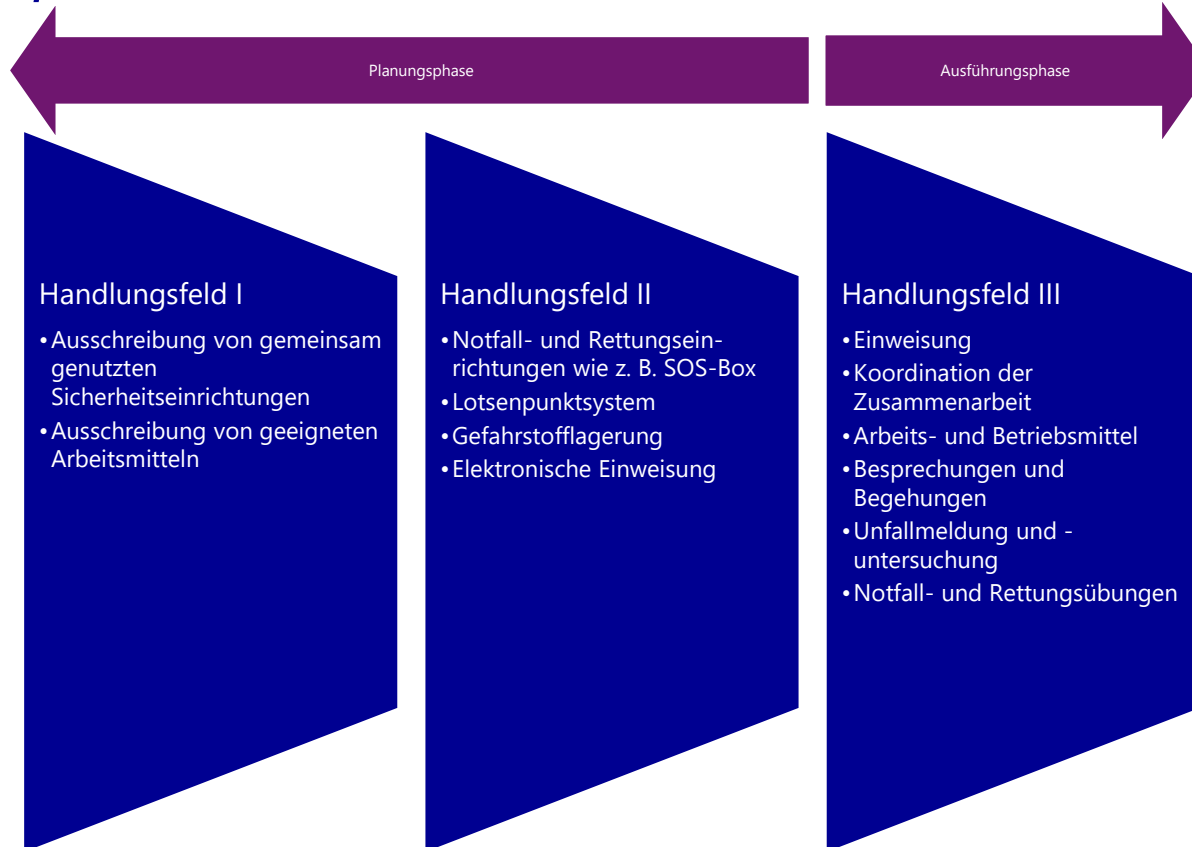 Planungsphase
Ausführungsphase
Handlungsfeld I
•Ausschreibung von gemeinsam
genutzten
Sicherheitseinrichtungen
•Ausschreibung von geeigneten
Arbeitsmitteln
Handlungsfeld II
•Notfall- und Rettungsein-
richtungen wie z. B. SOS-Box
•Lotsenpunktsystem
•Gefahrstofflagerung
•Elektronische Einweisung
Handlungsfeld III
•Einweisung
•Koordination der
Zusammenarbeit
•Arbeits- und Betriebsmittel
•Besprechungen und
Begehungen
•Unfallmeldung und -
untersuchung
•Notfall- und Rettungsübungen